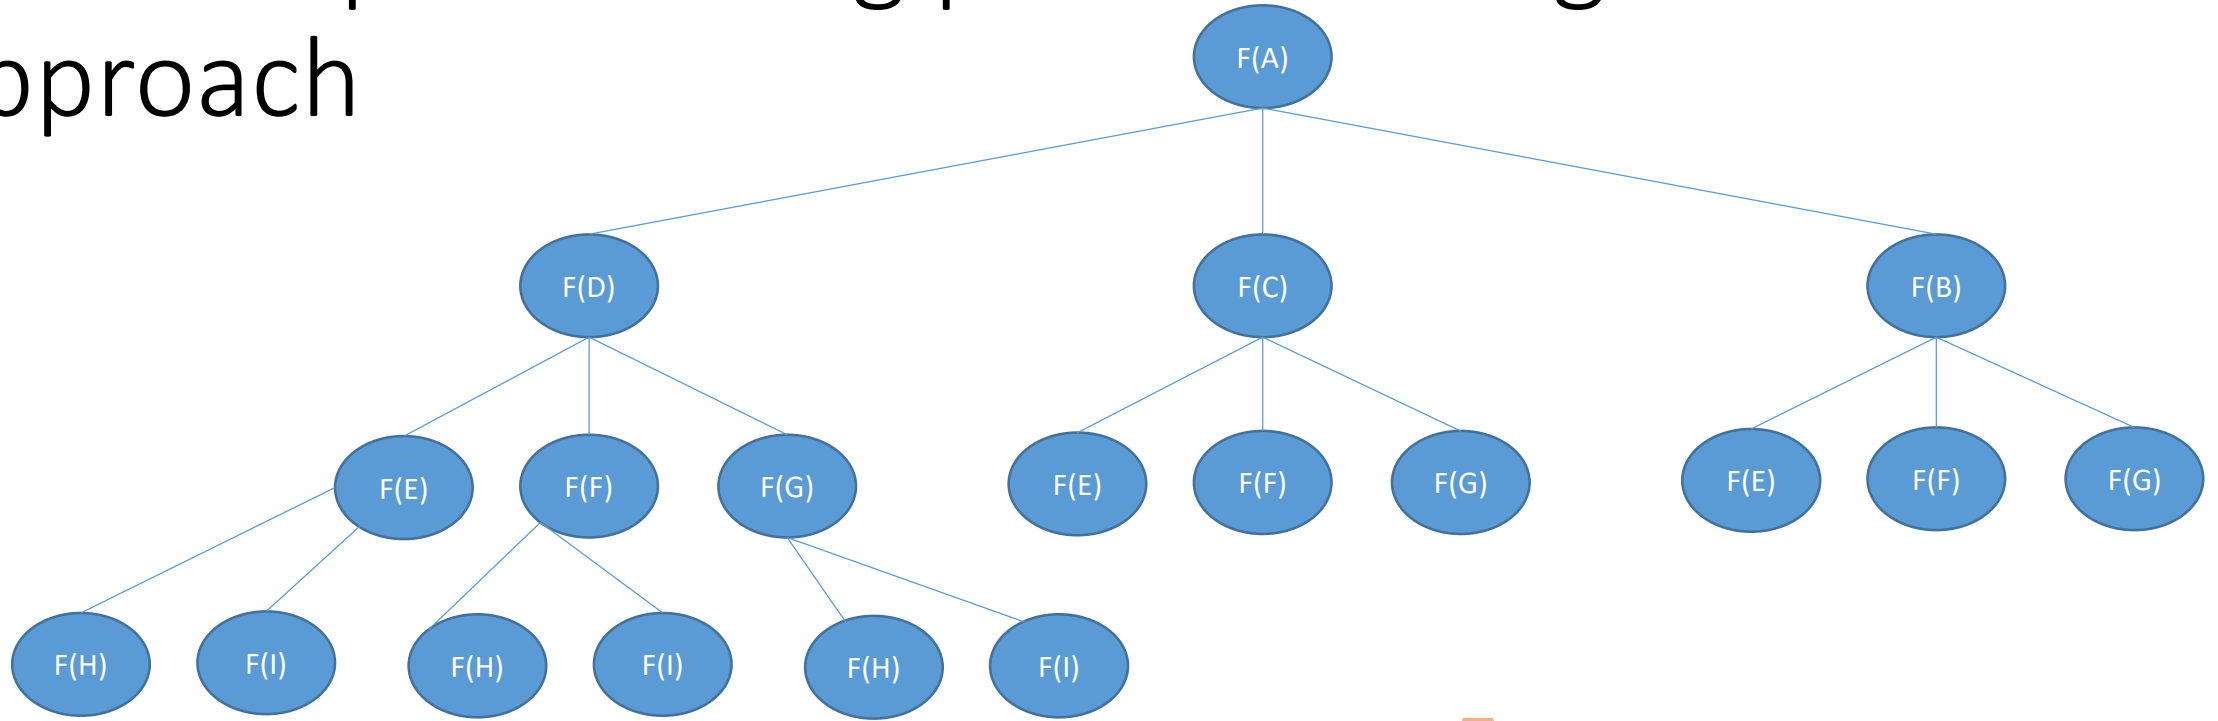 pproach
F(A)
F(D) F(C) F(B)
F(E) F(F) F(G) F(E) F(F) F(G) F(E) F(F) F(G)
F(H) F(I) F(H) F(I) F(H) F(I)